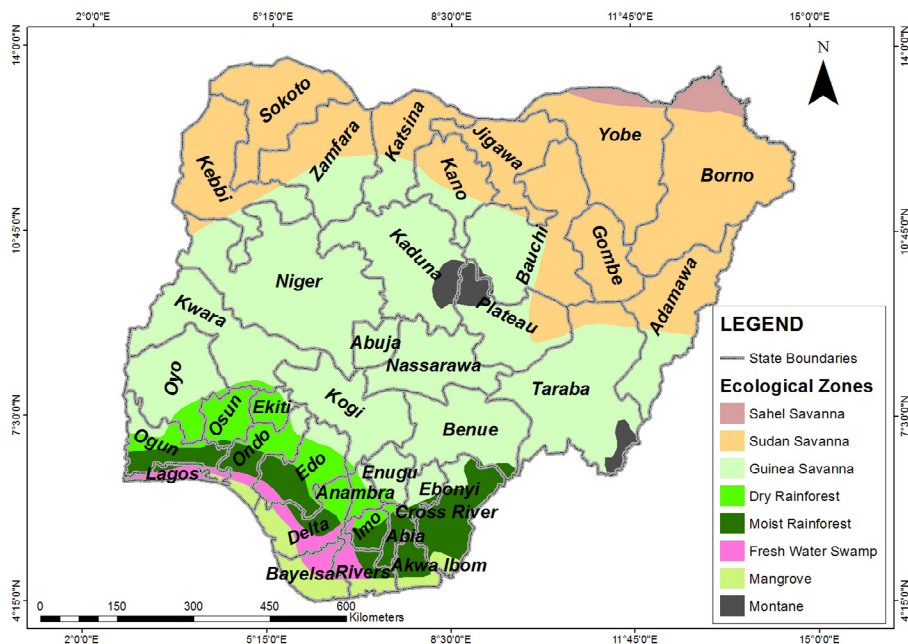 2°0'0"E 5°15'0"E 8°30'0"E 11°45'0"E 15°0'0"E
14°0'0"N 14°0'0"N
N
Sokoto
Katsina
Zamfara
Jigawa
Yobe
Kebbi
Kano
Borno
10°45'0"N 10°45'0"N
Kaduna
Bauchi
Gombe
Niger
Adamawa
Kwara
Plateau
Abuja
Nassarawa
Oyo
Taraba
Kogi
Osun
Ekiti
7°30'0"N 7°30'0"N
Benue
Ogun
Ondo
Edo
Lagos
Enugu
Anambra
Ebonyi
Cross River
Delta
Imo
Abia
Bayelsa
Rivers
Akwa Ibom
4°15'0"N 4°15'0"N
LEGEND
State Boundaries
Ecological Zones
Sahel Savanna
Sudan Savanna
Guinea Savanna
Dry Rainforest
Moist Rainforest
Fresh Water Swamp
Mangrove
Montane
0 150 300 450 600
Kilometers
2°0'0"E 5°15'0"E 8°30'0"E 11°45'0"E 15°0'0"E